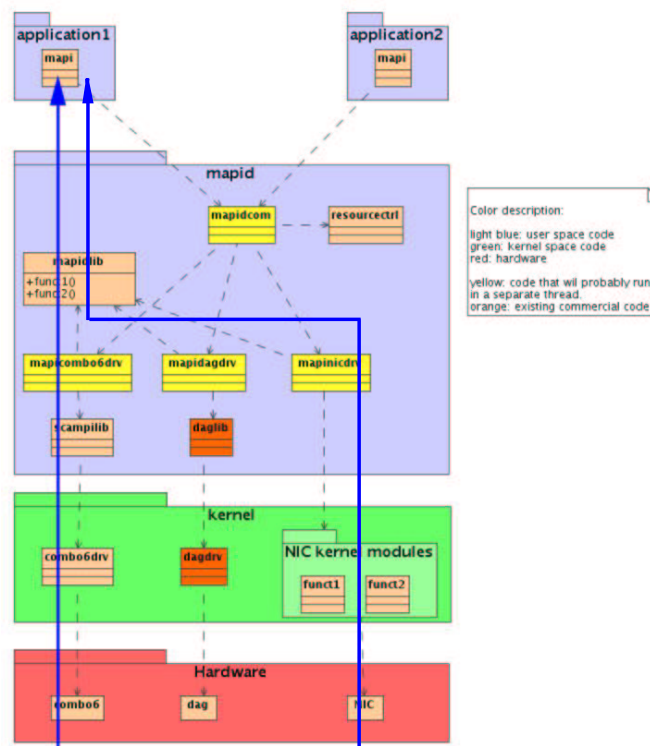 application1
application2
mapi
mapi
mapid
mapidcom
resourcectrl
mapidlib
+func1()
+func2()
Color description:
light blue: user space code
green: kernel space code
red: hardware
yellow: code that wil probably run
in a separate thread.
orange: existing commercial code
mapicombo6drv
mapidagdrv
mapinicdrv
scampilib
daglib
kernel
combo6drv
dagdrv
NIC kernel modules
funct1
funct2
Hardware
combo6
dag
NIC